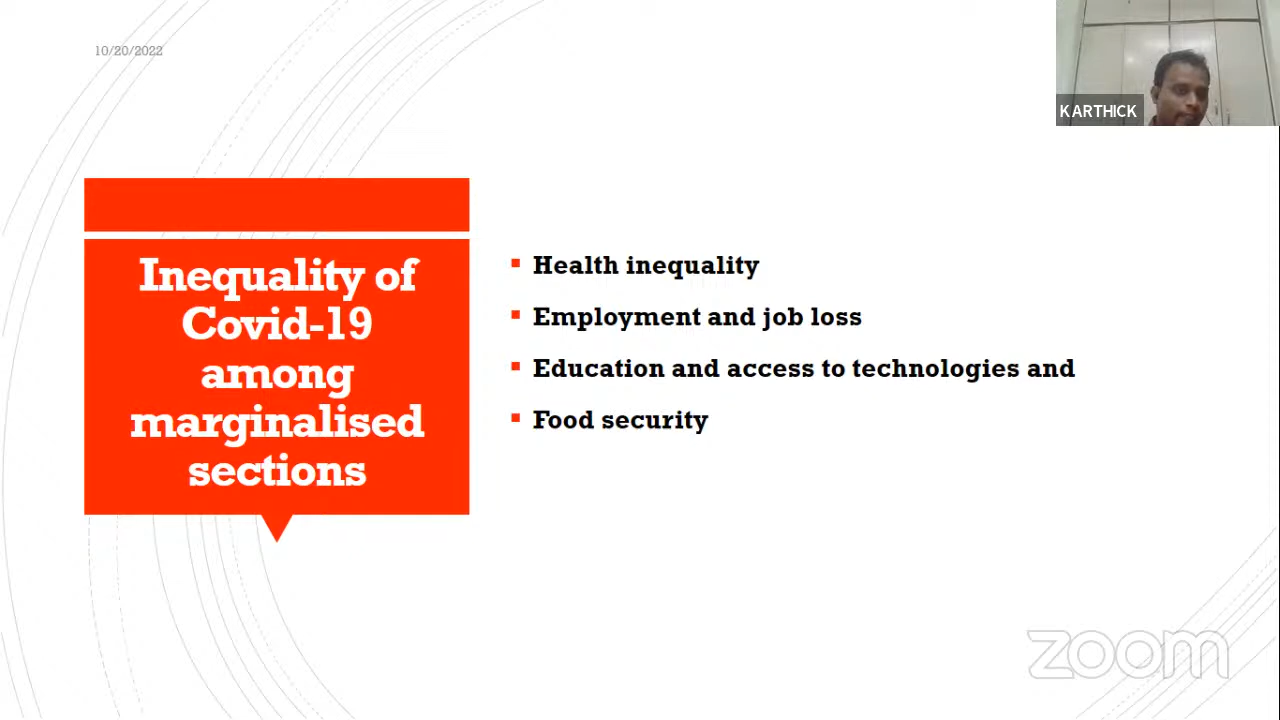 10/20/2022
KARTHICK
Inequality of
Covid-19
among
marginalised
sections
Health inequality
Employment and job loss
Education and access to technologies and
Food security
zoom